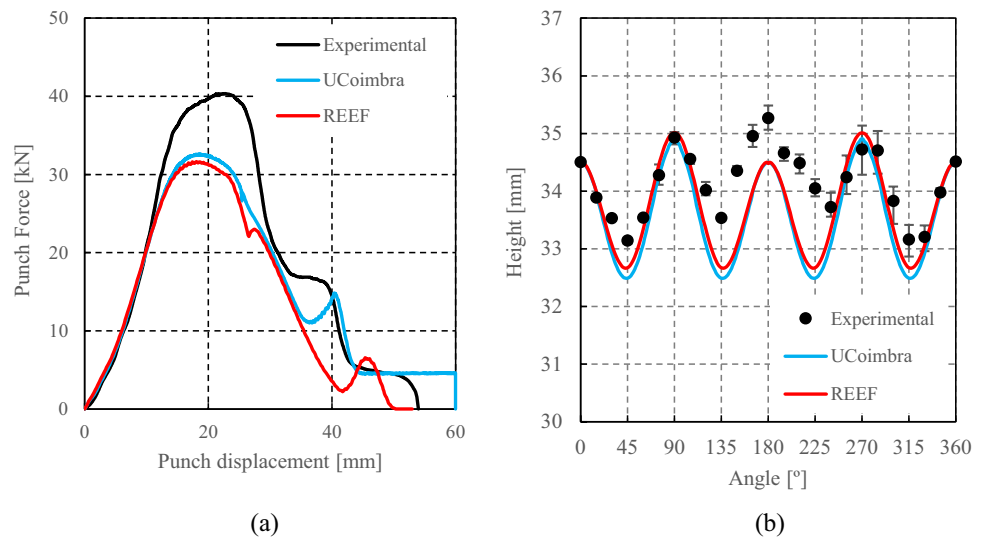 50
40
30
20
10
0
Punch Force [kN]
Experimental
UCoimbra
REEF
0 20 40 60
Punch displacement [mm]
(a)
37
36
35
34
33
32
31
30
Height [mm]
Experimental
UCoimbra
REEF
0 45 90 135 180 225 270 315 360
Angle [º]
(b)